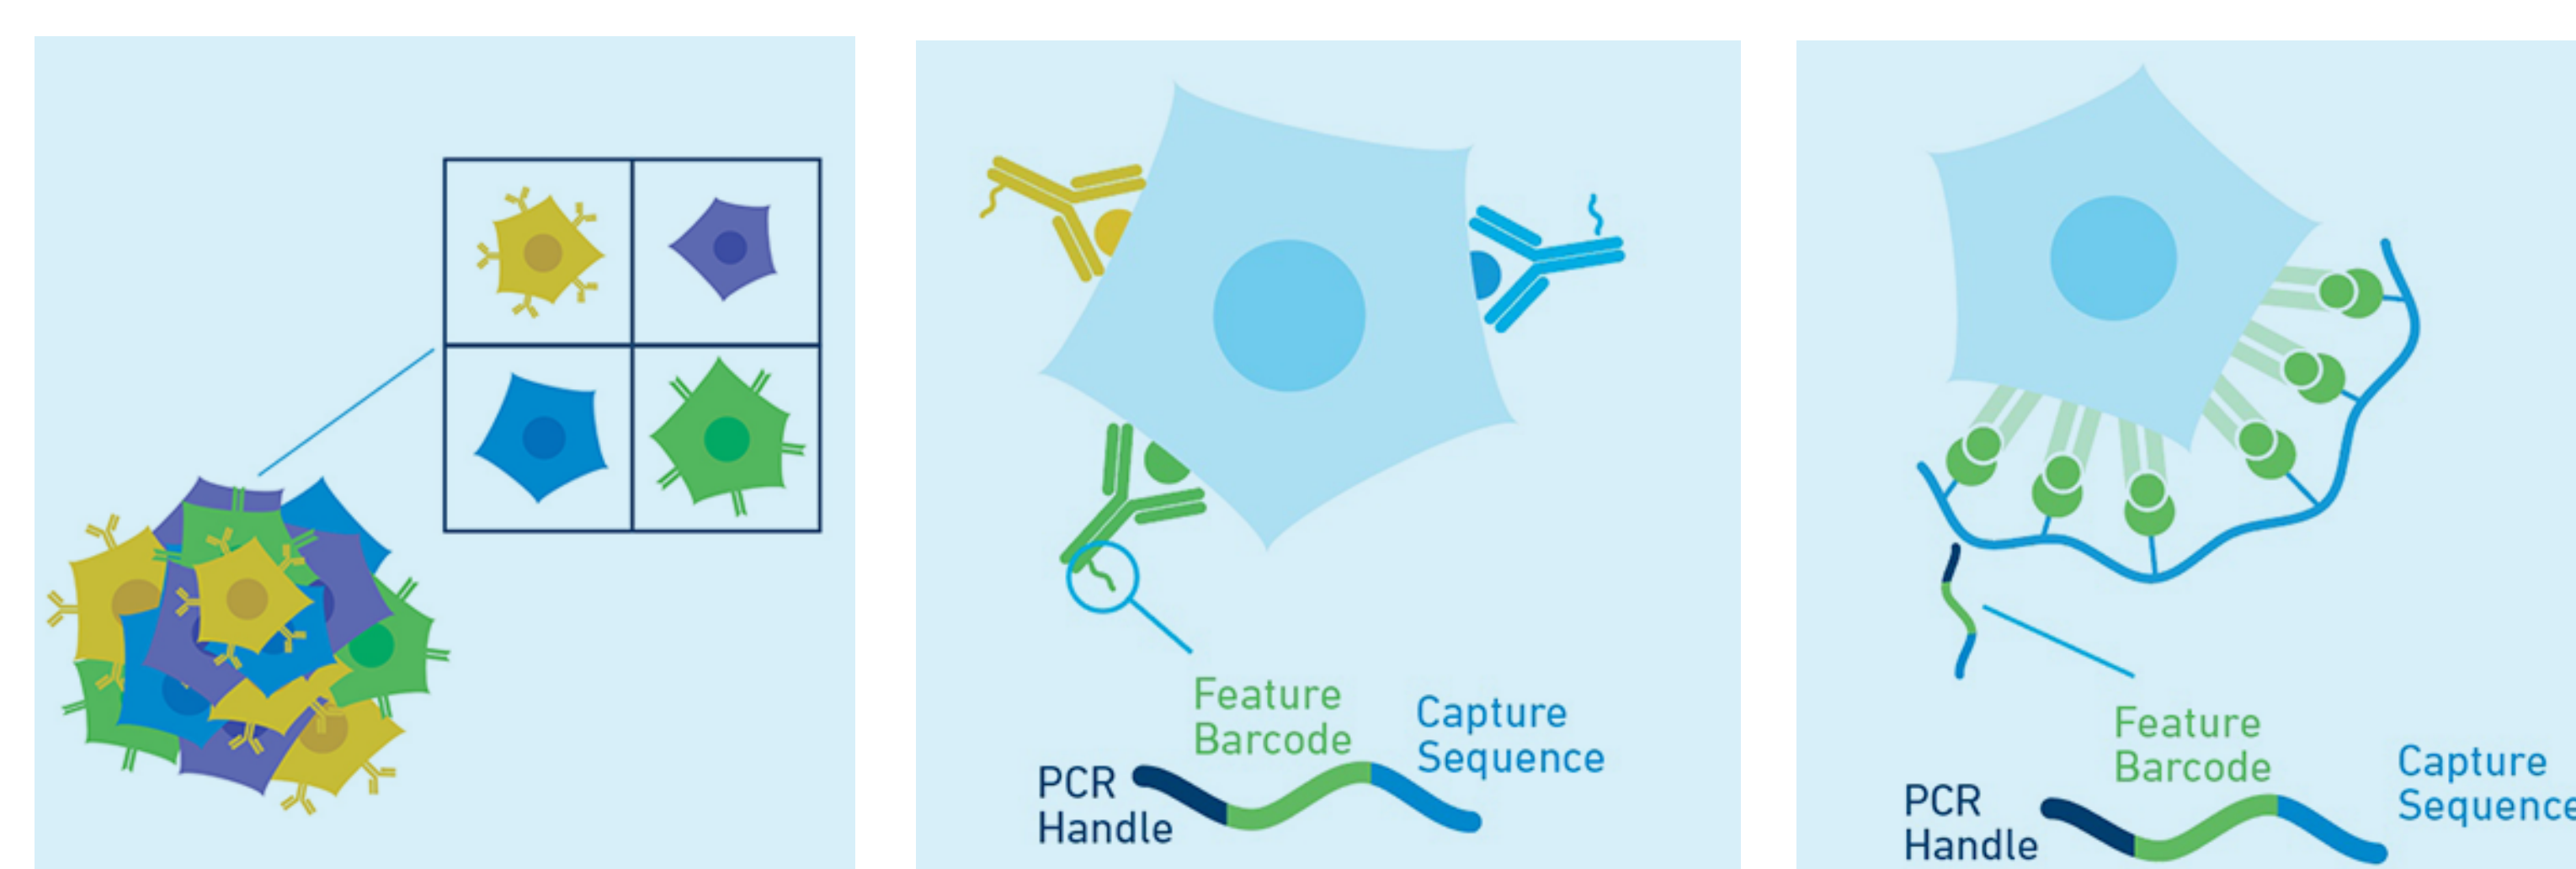 Feature
Barcode
Capture
Sequence
PCR
Handle
Feature
Barcode
Capture
Sequence
PCR
Handle